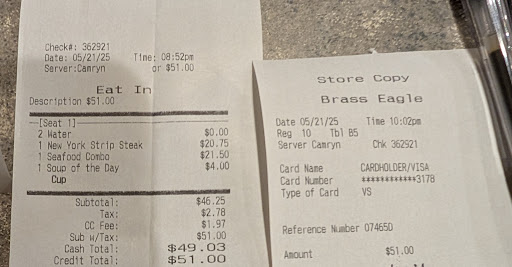 Check#: 362921
Date: 05/21/25 Time: 08:52pm
Server:Camryn or $51.00
Eat In
Description $51.00
[Seat 1]
2 Water $0.00
1 New York Strip Steak $20.75
1 Seafood Combo $21.50
1 Soup of the Day $4.00
Cup
Subtotal: $46.25
Tax: $2.78
CC Fee: $1.97
Sub w/Tax: $51.00
Cash Total: $49.03
Credit Total: $51.00
Store Copy
Brass Eagle
Date 05/21/25 Time 10:02pm
Reg 10 Tbl B5
Server Camryn Chk 362921
Card Name CARDHOLDER/VISA
Card Number ************3178
Type of Card VS
Reference Number 07465D
Amount $51.00